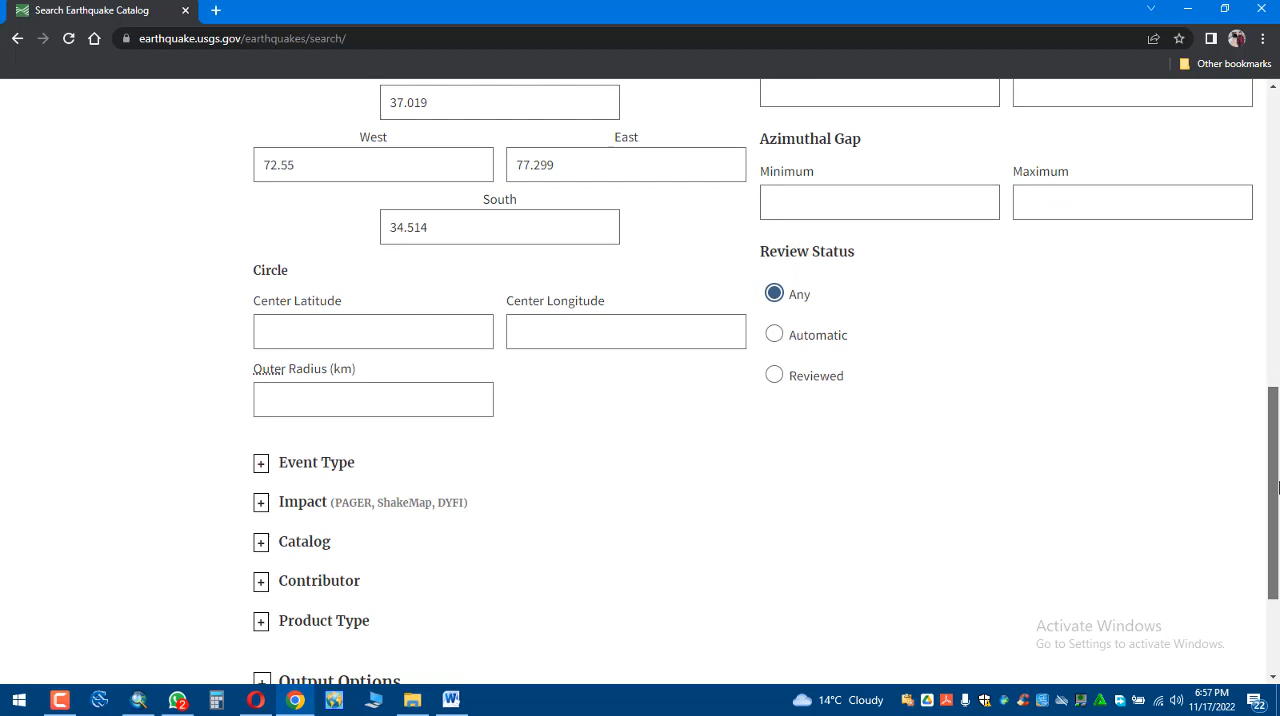 Search Earthquake Catalog
earthquake.usgs.gov/earthquakes/search/
Other bookmarks
37.019
West
East
72.55
77.299
South
34.514
Circle
Center Latitude
Center Longitude
Outer Radius (km)
+ Event Type
+ Impact (PAGER, ShakeMap, DYFI)
+ Catalog
+ Contributor
+ Product Type
+ Output Options
Azimuthal Gap
Minimum
Maximum
Review Status
Any
Automatic
Reviewed
Activate Windows
Go to Settings to activate Windows.
2
14°C Cloudy
6:57 PM
11/17/2022
22